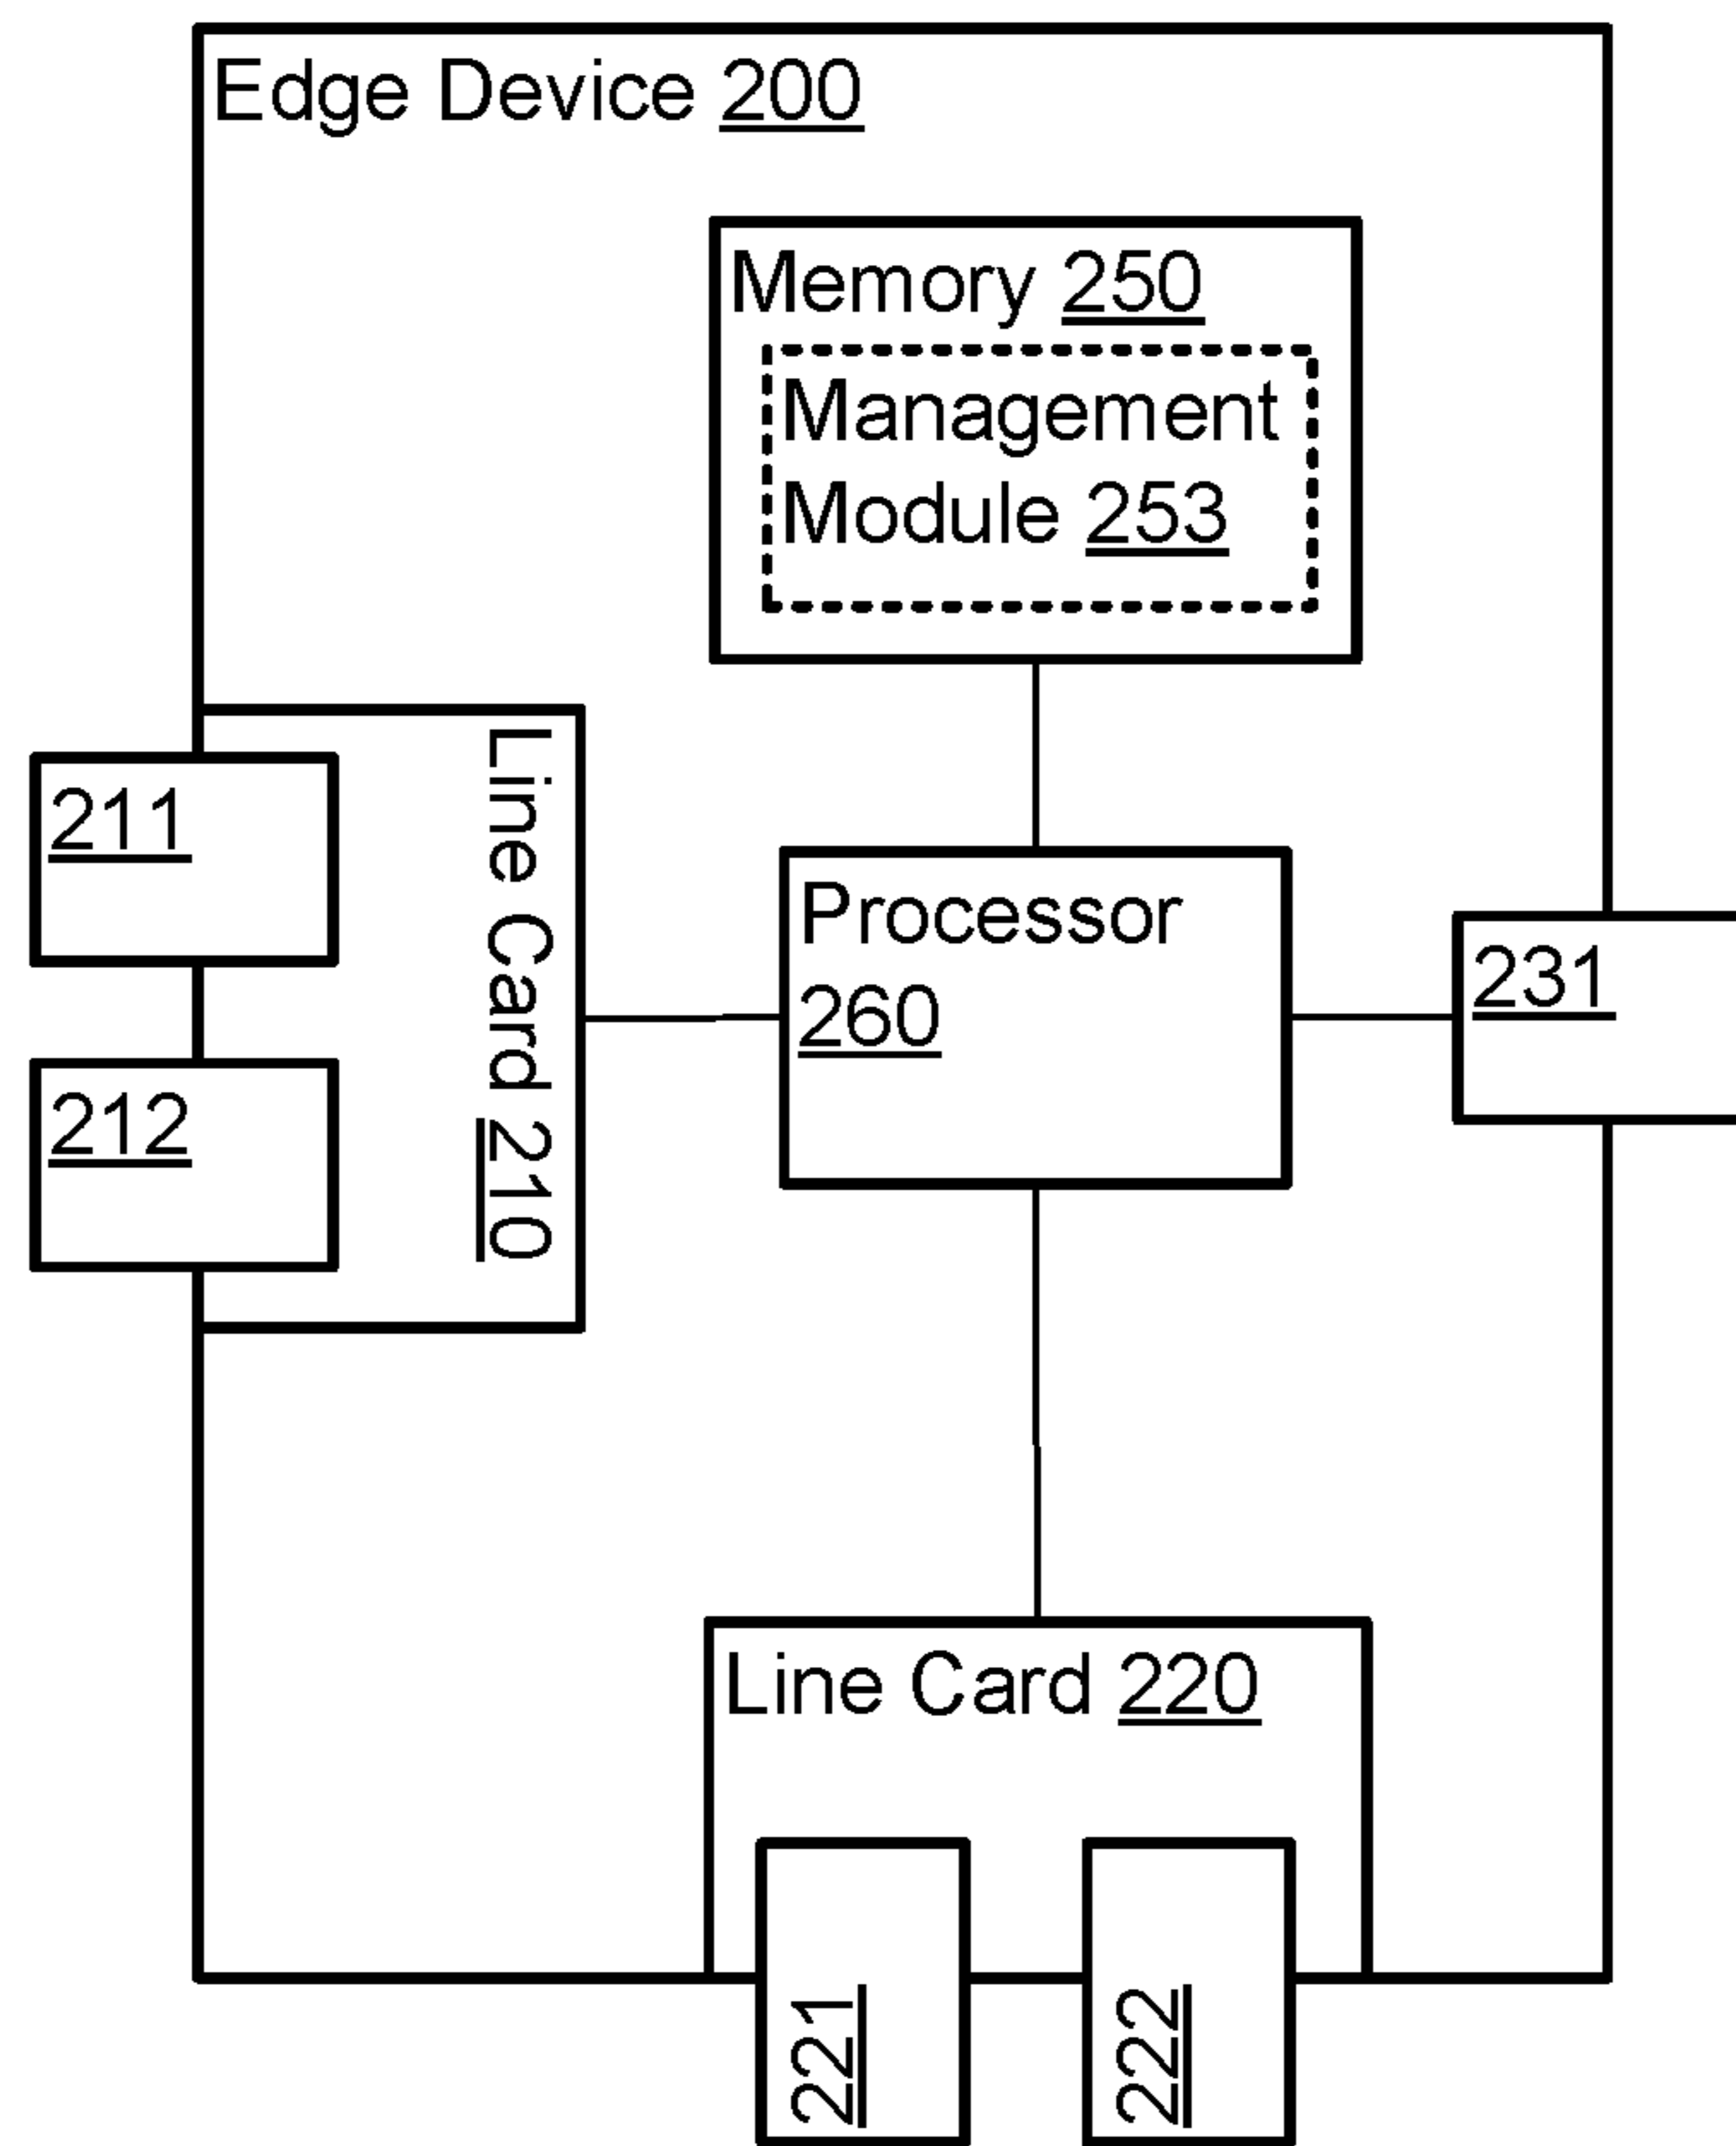 Edge Device 200
Memory 250
Management
Module 253
211
Line Card 210
Processor
260
231
212
Line Card 220
221
222